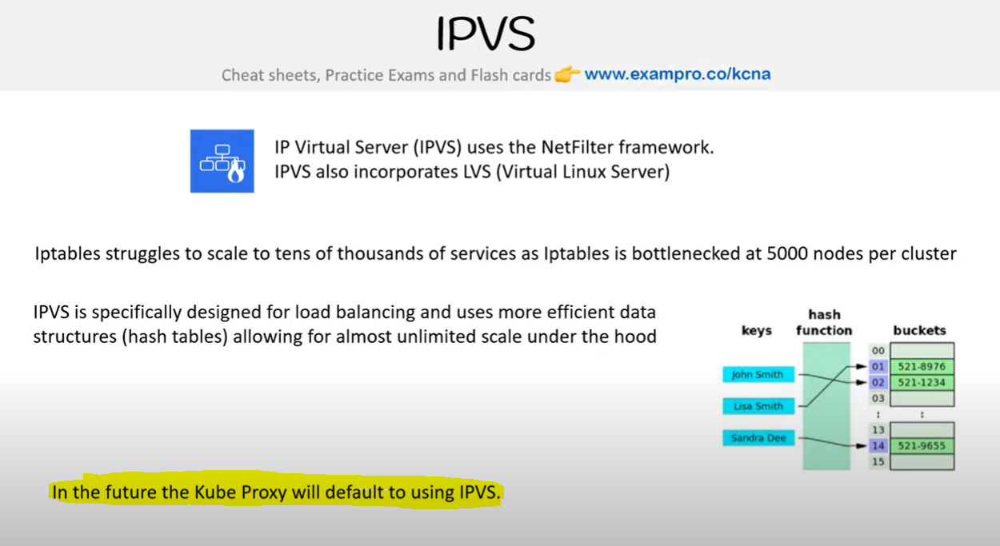 IPVS
Cheat sheets, Practice Exams and Flash cards 👉 www.exampro.co/kcna
IP Virtual Server (IPVS) uses the NetFilter framework.
IPVS also incorporates LVS (Virtual Linux Server)
Iptables struggles to scale to tens of thousands of services as Iptables is bottlenecked at 5000 nodes per cluster
IPVS is specifically designed for load balancing and uses more efficient data
structures (hash tables) allowing for almost unlimited scale under the hood
hash
keys function buckets
00
John Smith 01 521-8976
02 521-1234
Lisa Smith 03
: :
13
Sandra Dee 14 521-9655
15
In the future the Kube Proxy will default to using IPVS.